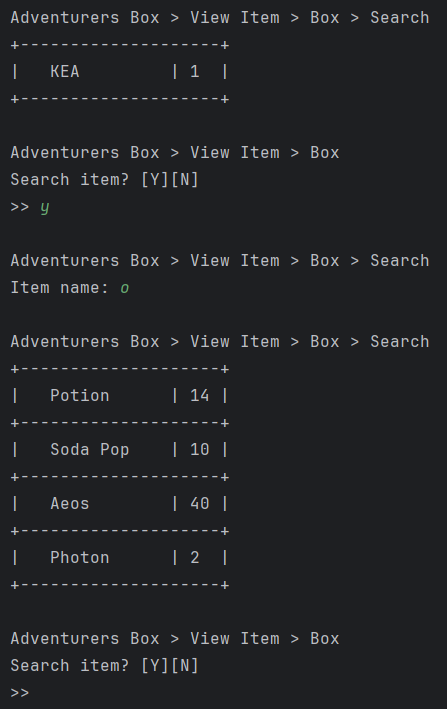 Adventurers Box > View Item > Box > Search
+--------------------+
|   KEA         | 1  |
+--------------------+

Adventurers Box > View Item > Box
Search item? [Y][N]
>> y

Adventurers Box > View Item > Box > Search
Item name: o

Adventurers Box > View Item > Box > Search
+--------------------+
|   Potion      | 14 |
+--------------------+
|   Soda Pop    | 10 |
+--------------------+
|   Aeos        | 40 |
+--------------------+
|   Photon      | 2  |
+--------------------+

Adventurers Box > View Item > Box
Search item? [Y][N]
>>